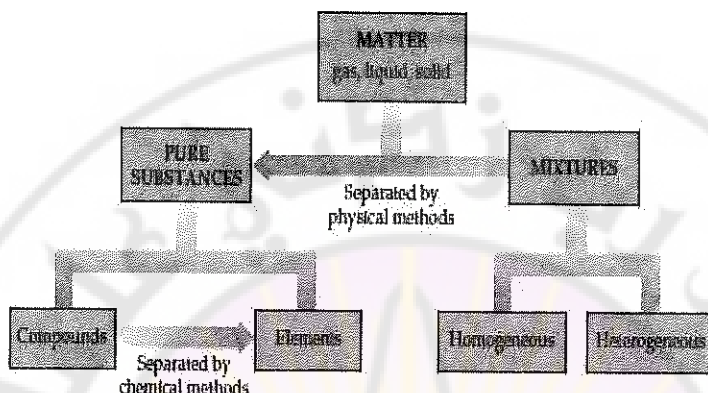 MATTER
gas, liquid, solid
PURE
SUBSTANCES
MIXTURES
Separated by
physical methods
Compounds
Elements
Homogeneous
Heterogeneous
Separated by
chemical methods